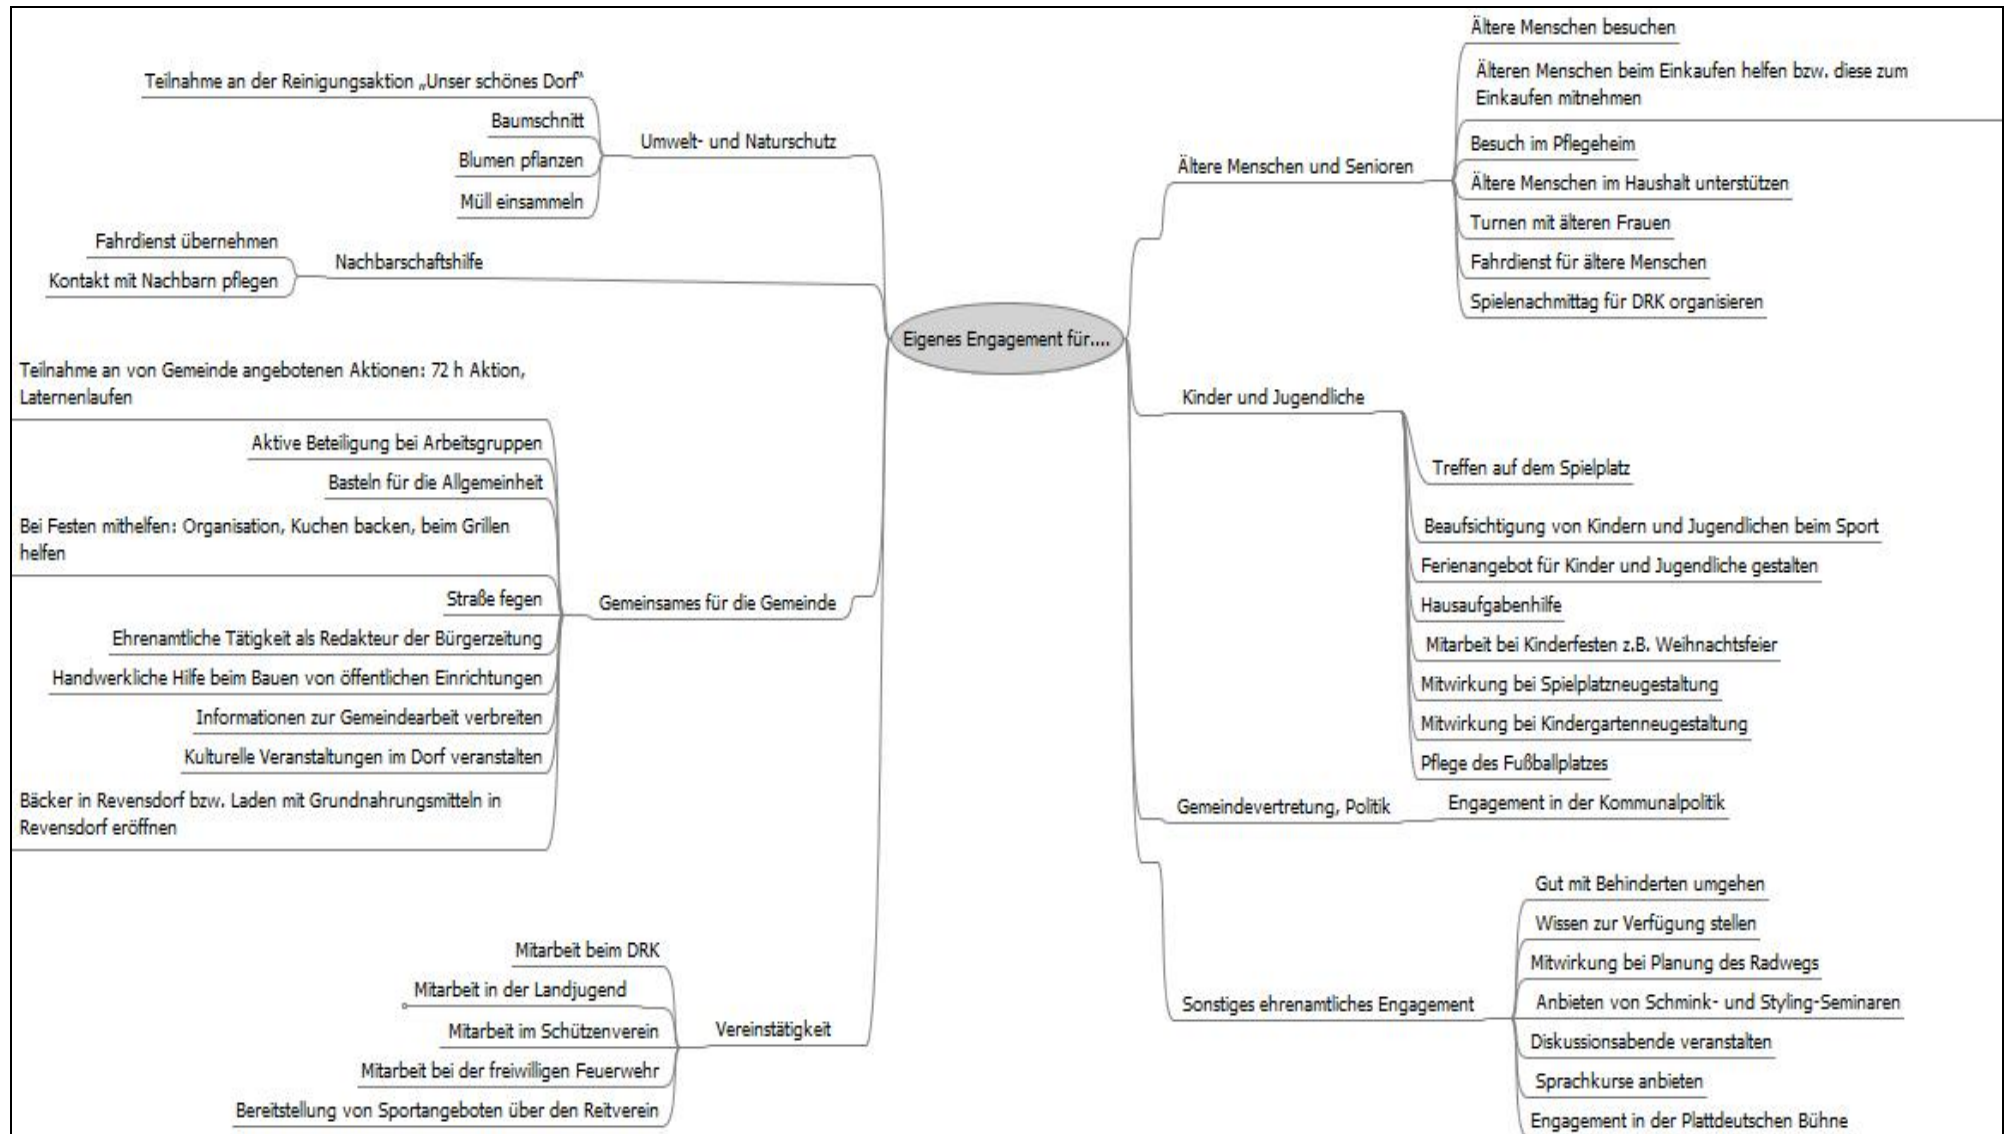 Eigenes Engagement für....
Umwelt- und Naturschutz
Teilnahme an der Reinigungsaktion „Unser schönes Dorf“
Baumschnitt
Blumen pflanzen
Müll einsammeln
Nachbarschaftshilfe
Fahrdienst übernehmen
Kontakt mit Nachbarn pflegen
Gemeinsames für die Gemeinde
Teilnahme an von Gemeinde angebotenen Aktionen: 72 h Aktion,
Laternenlaufen
Aktive Beteiligung bei Arbeitsgruppen
Basteln für die Allgemeinheit
Bei Festen mithelfen: Organisation, Kuchen backen, beim Grillen
helfen
Straße fegen
Ehrenamtliche Tätigkeit als Redakteur der Bürgerzeitung
Handwerkliche Hilfe beim Bauen von öffentlichen Einrichtungen
Informationen zur Gemeindearbeit verbreiten
Kulturelle Veranstaltungen im Dorf veranstalten
Bäcker in Revensdorf bzw. Laden mit Grundnahrungsmitteln in
Revensdorf eröffnen
Vereinstätigkeit
Mitarbeit beim DRK
Mitarbeit in der Landjugend
Mitarbeit im Schützenverein
Mitarbeit bei der freiwilligen Feuerwehr
Bereitstellung von Sportangeboten über den Reitverein
Ältere Menschen und Senioren
Ältere Menschen besuchen
Älteren Menschen beim Einkaufen helfen bzw. diese zum
Einkaufen mitnehmen
Besuch im Pflegeheim
Ältere Menschen im Haushalt unterstützen
Turnen mit älteren Frauen
Fahrdienst für ältere Menschen
Spielenachmittag für DRK organisieren
Kinder und Jugendliche
Treffen auf dem Spielplatz
Beaufsichtigung von Kindern und Jugendlichen beim Sport
Ferienangebot für Kinder und Jugendliche gestalten
Hausaufgabenhilfe
Mitarbeit bei Kinderfesten z.B. Weihnachtsfeier
Mitwirkung bei Spielplatzneugestaltung
Mitwirkung bei Kindergartenneugestaltung
Pflege des Fußballplatzes
Gemeindevertretung, Politik
Engagement in der Kommunalpolitik
Sonstiges ehrenamtliches Engagement
Gut mit Behinderten umgehen
Wissen zur Verfügung stellen
Mitwirkung bei Planung des Radwegs
Anbieten von Schmink- und Styling-Seminaren
Diskussionsabende veranstalten
Sprachkurse anbieten
Engagement in der Plattdeutschen Bühne